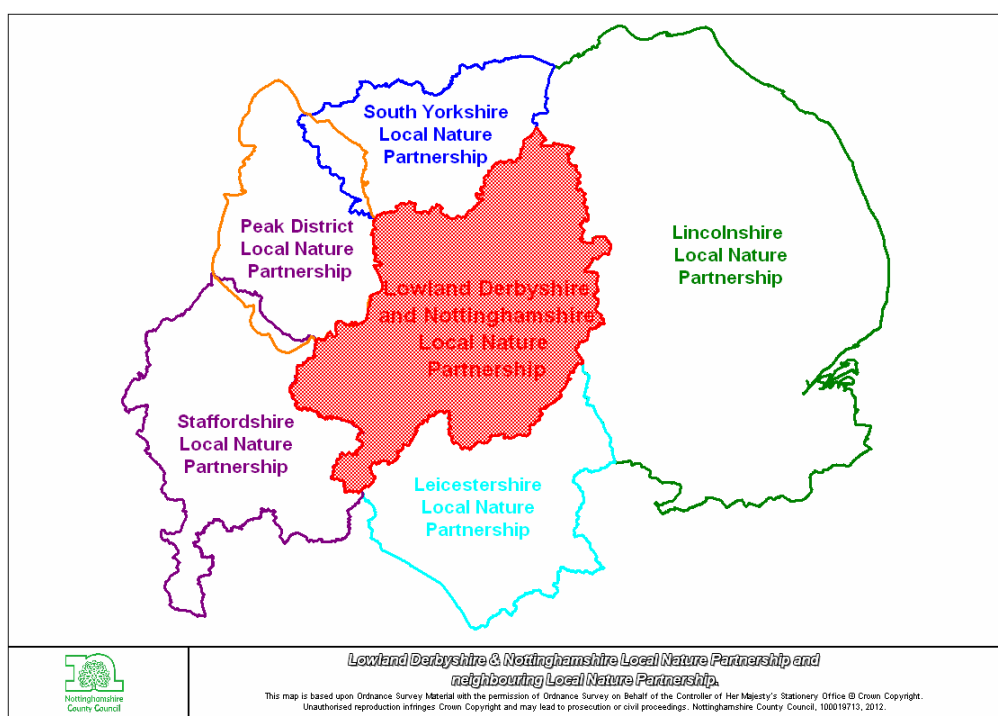 South Yorkshire
Local Nature
Partnership
Peak District
Local Nature
Partnership
Lincolnshire
Local Nature
Partnership
Lowland Derbyshire
and Nottinghamshire
Local Nature
Partnership
Staffordshire
Local Nature
Partnership
Leicestershire
Local Nature
Partnership
Nottinghamshire
County Council
Lowland Derbyshire & Nottinghamshire Local Nature Partnership and
neighbouring Local Nature Partnership.
This map is based upon Ordnance Survey Material with the permission of Ordnance Survey on Behalf of the Controller of Her Majesty's Stationery Office © Crown Copyright.
Unauthorised reproduction infringes Crown Copyright and may lead to prosecution or civil proceedings. Nottinghamshire County Council, 100019713, 2012.